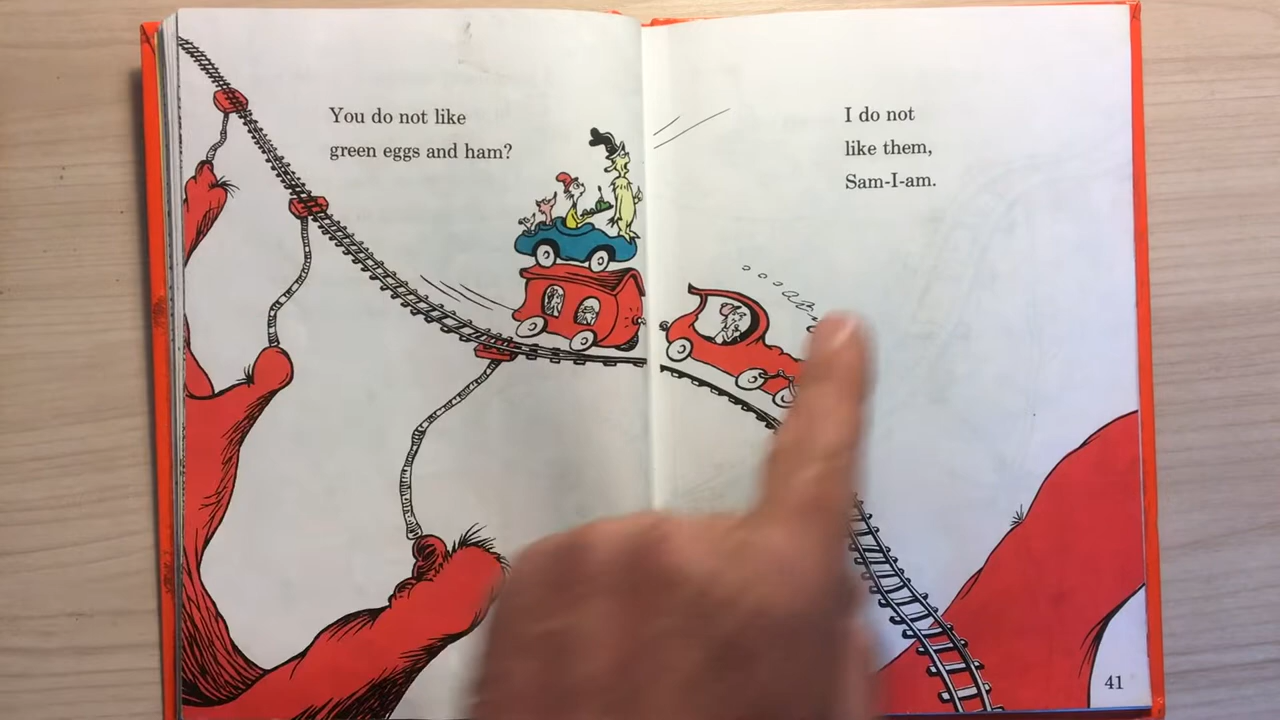 You do not like
green eggs and ham?
I do not
like them,
Sam-I-am.
41